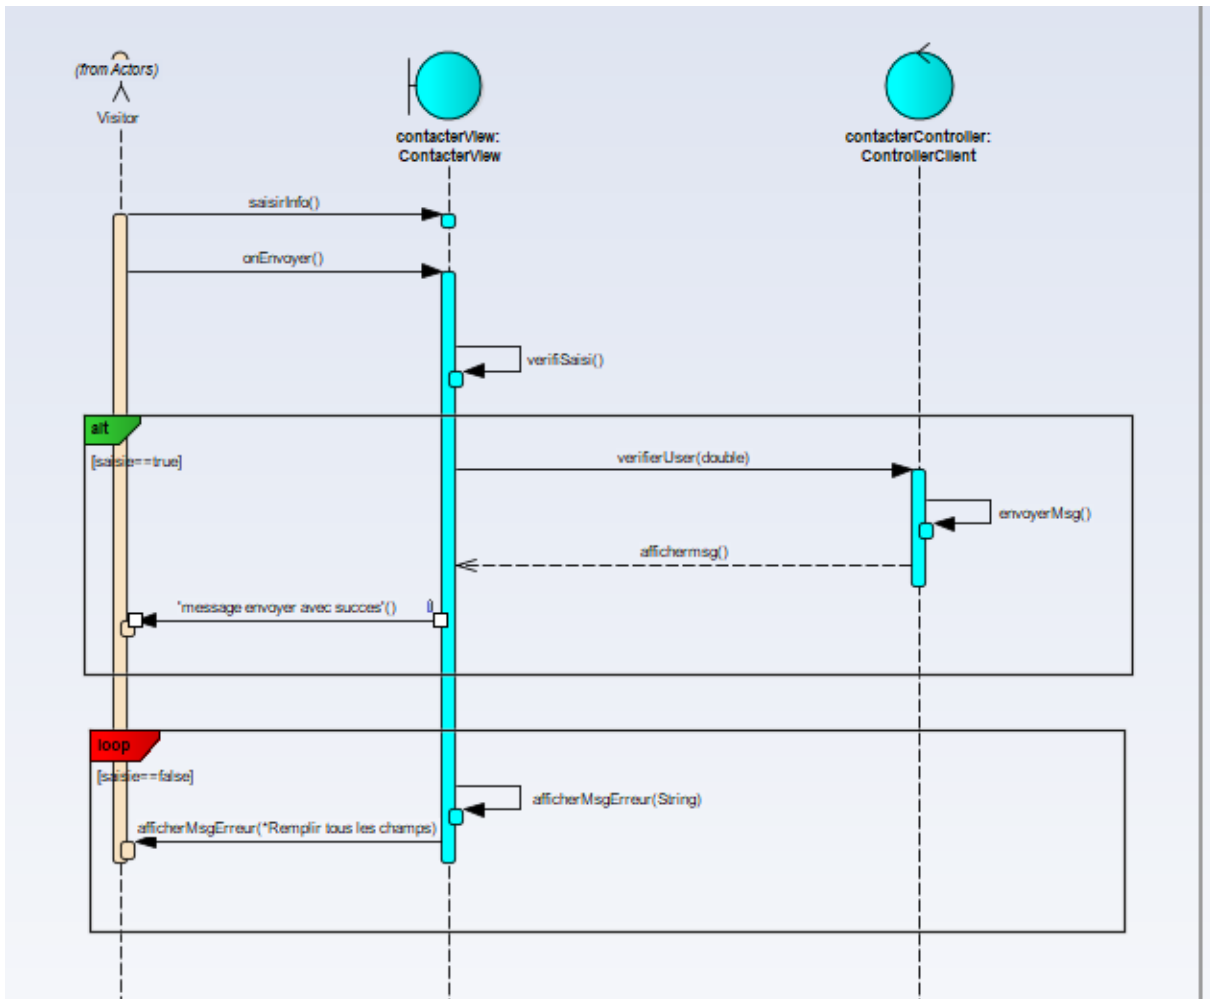 (from Actors)
Visitor
contacterView:
ContacterView
contacterController:
ControllerClient
saisirInfo()
onEnvoyer()
verifiSaisi()
alt
[saisie==true]
verifierUser(double)
envoyerMsg()
affichermsg()
'message envoyer avec succes'()
loop
[saisie==false]
afficherMsgErreur(String)
afficherMsgErreur(*Remplir tous les champs)